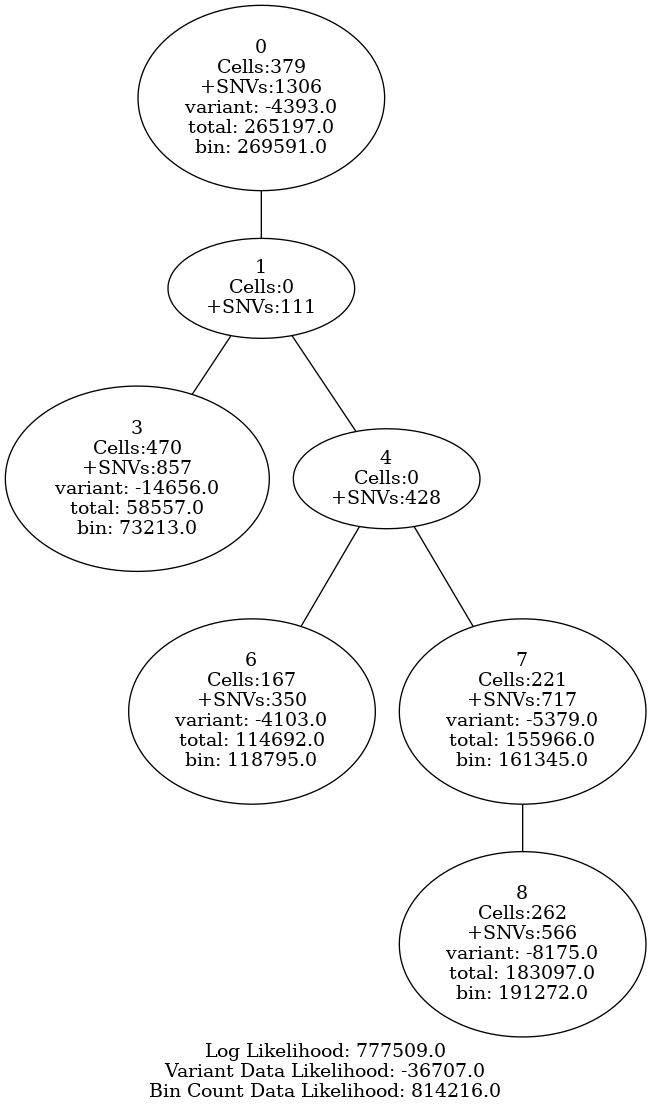 0
Cells:379
+SNVs:1306
variant: -4393.0
total: 265197.0
bin: 269591.0
1
Cells:0
+SNVs:111
3
Cells:470
+SNVs:857
variant: -14656.0
total: 58557.0
bin: 73213.0
4
Cells:0
+SNVs:428
6
Cells:167
+SNVs:350
variant: -4103.0
total: 114692.0
bin: 118795.0
7
Cells:221
+SNVs:717
variant: -5379.0
total: 155966.0
bin: 161345.0
8
Cells:262
+SNVs:566
variant: -8175.0
total: 183097.0
bin: 191272.0
Log Likelihood: 777509.0
Variant Data Likelihood: -36707.0
Bin Count Data Likelihood: 814216.0